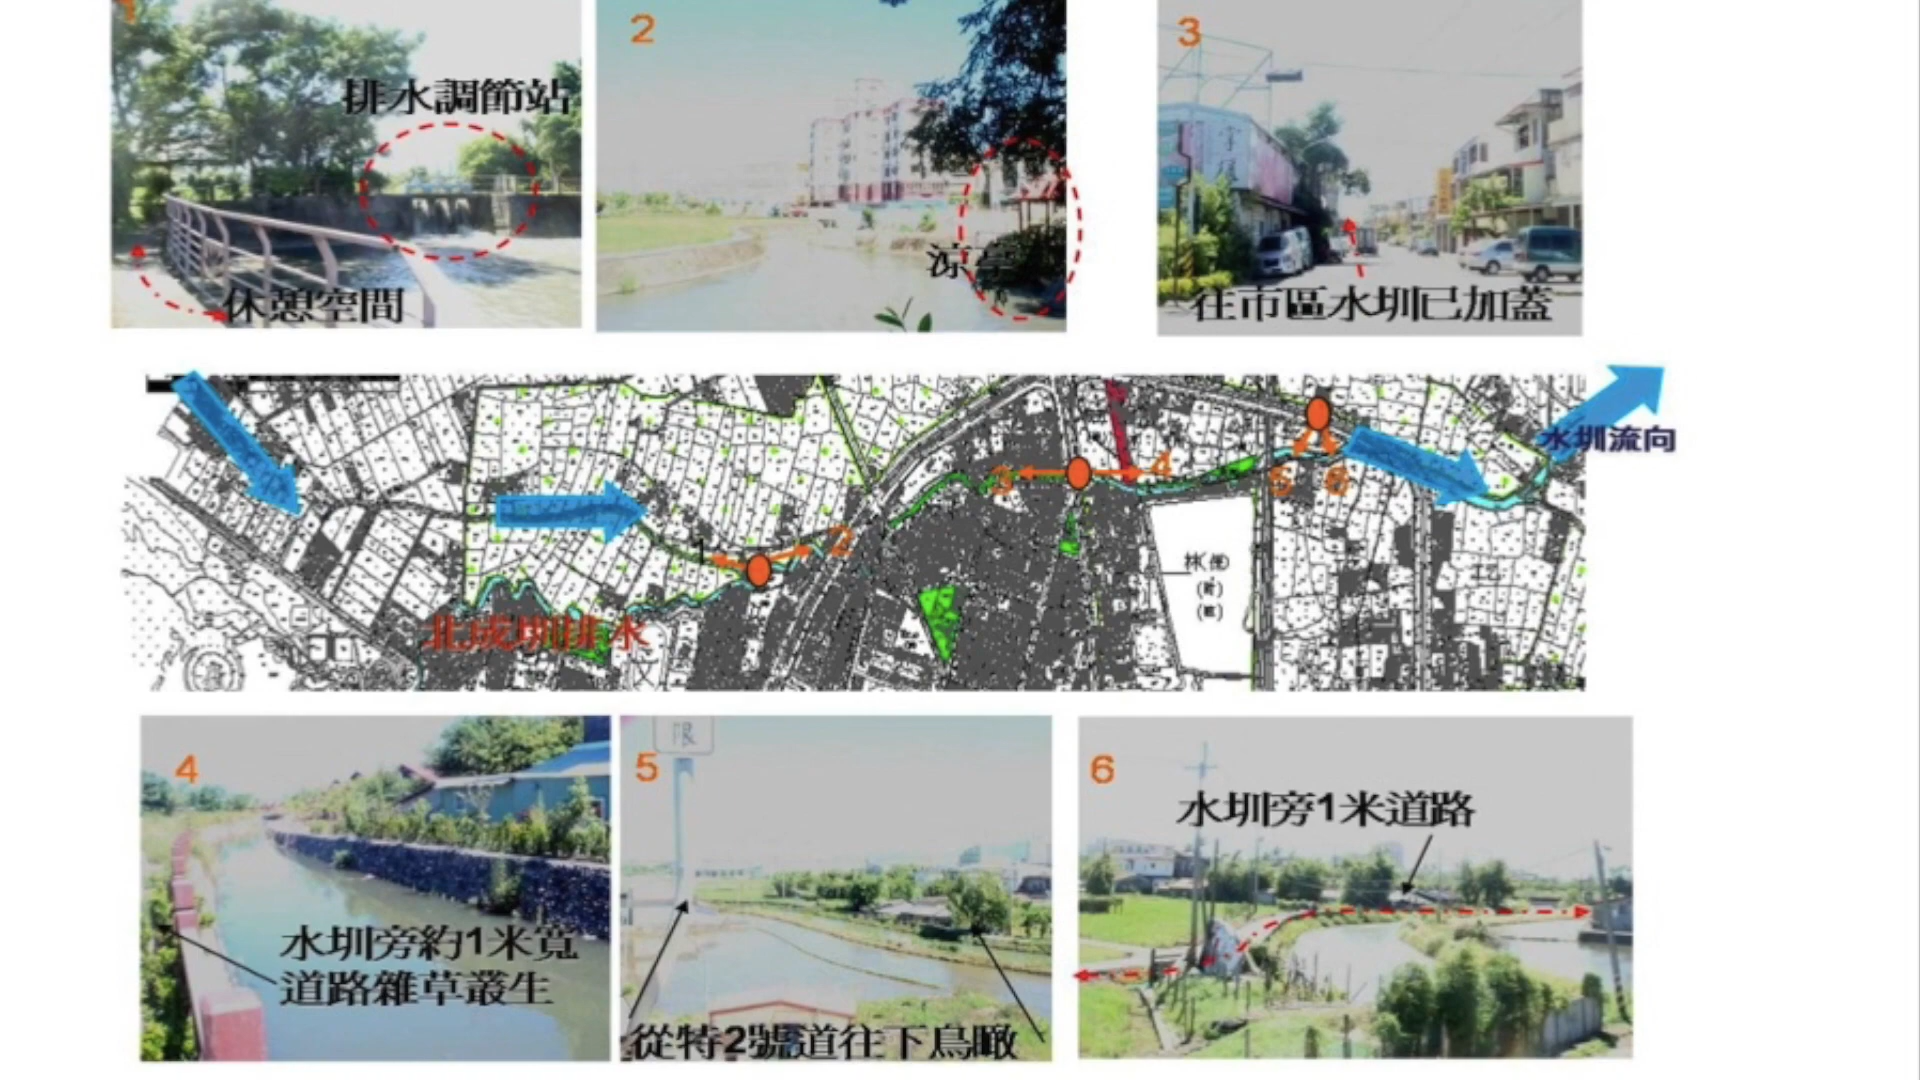 1
排水調節站
休憩空間
2
涼亭
3
往市區水圳已加蓋
水圳流向
3
4
5
6
1
2
林(僑)
北成圳排水
4
水圳旁約1米寬
道路雜草叢生
5
限
從特2號道往下鳥瞰
6
水圳旁1米道路